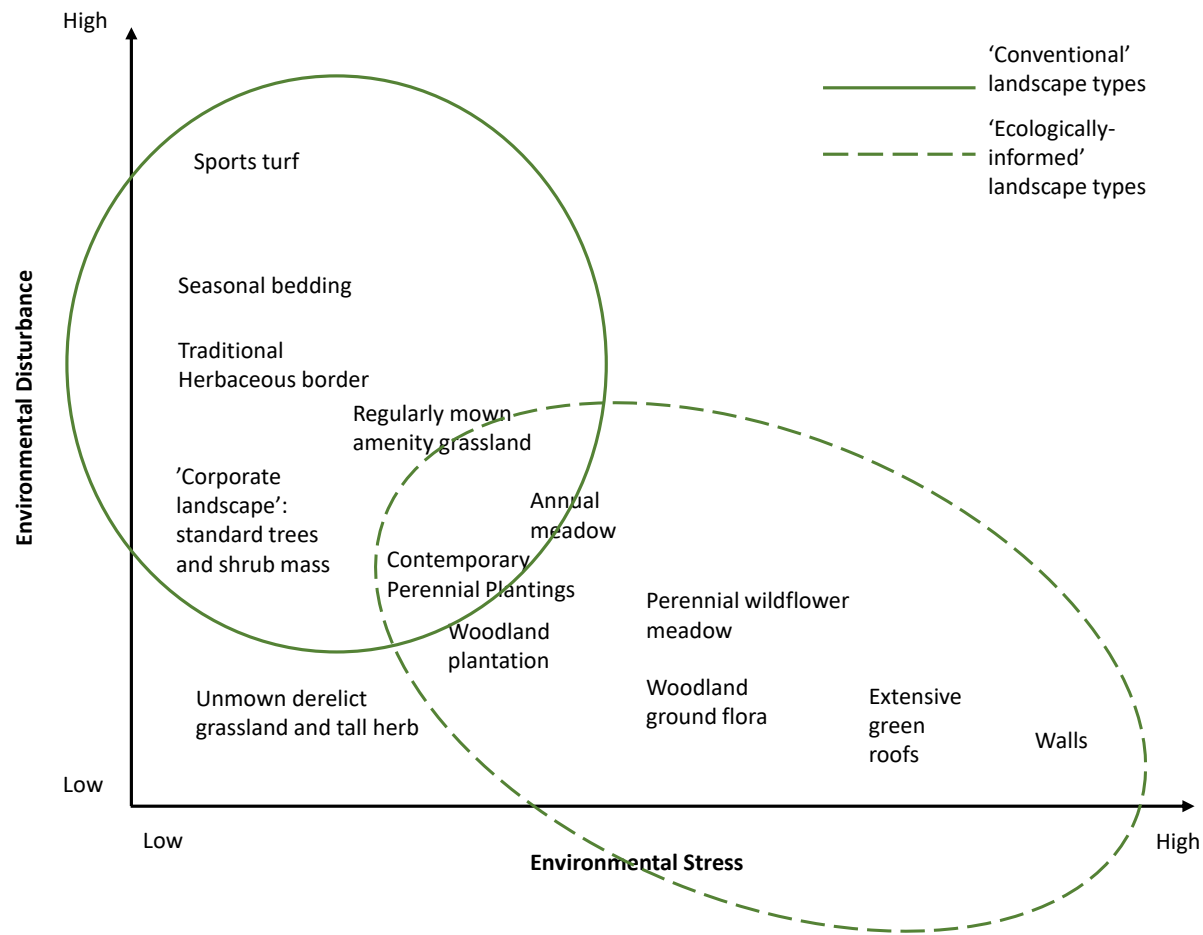 High
‘Conventional’
landscape types
‘Ecologically-
informed’
landscape types
Sports turf
Seasonal bedding
Traditional
Herbaceous border
Regularly mown
amenity grassland
’Corporate
landscape’:
standard trees
and shrub mass
Annual
meadow
Contemporary
Perennial Plantings
Perennial wildflower
meadow
Woodland
plantation
Woodland
ground flora
Unmown derelict
grassland and tall herb
Extensive
green
roofs
Walls
Environmental Disturbance
Low
Low
High
Environmental Stress